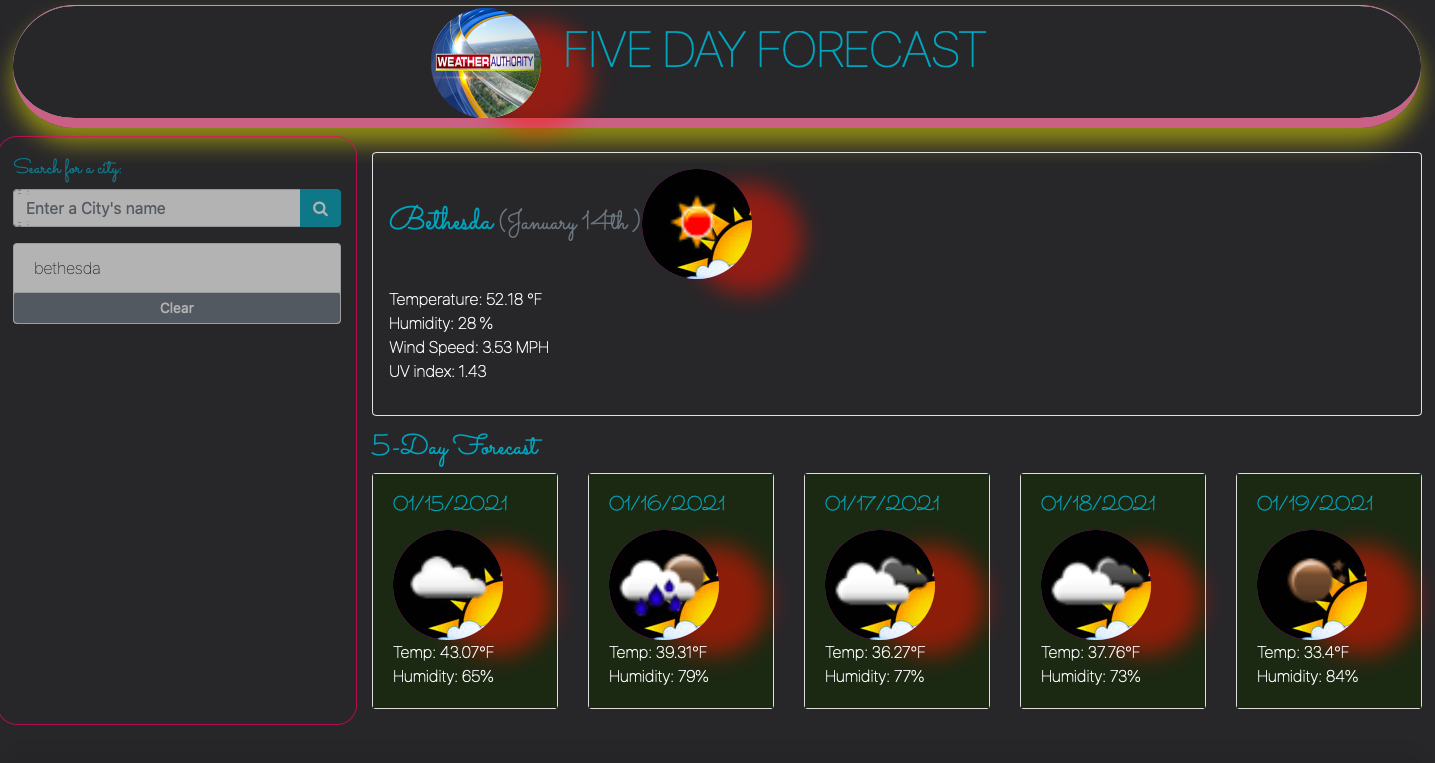 WEATHER AUTHORITY
FIVE DAY FORECAST
Search for a city:
Enter a City's name
bethesda
Clear
Bethesda (January 14th )
Temperature: 52.18 °F
Humidity: 28 %
Wind Speed: 3.53 MPH
UV index: 1.43
5-Day Forecast
01/15/2021
Temp: 43.07°F
Humidity: 65%
01/16/2021
Temp: 39.31°F
Humidity: 79%
01/17/2021
Temp: 36.27°F
Humidity: 77%
01/18/2021
Temp: 37.76°F
Humidity: 73%
01/19/2021
Temp: 33.4°F
Humidity: 84%